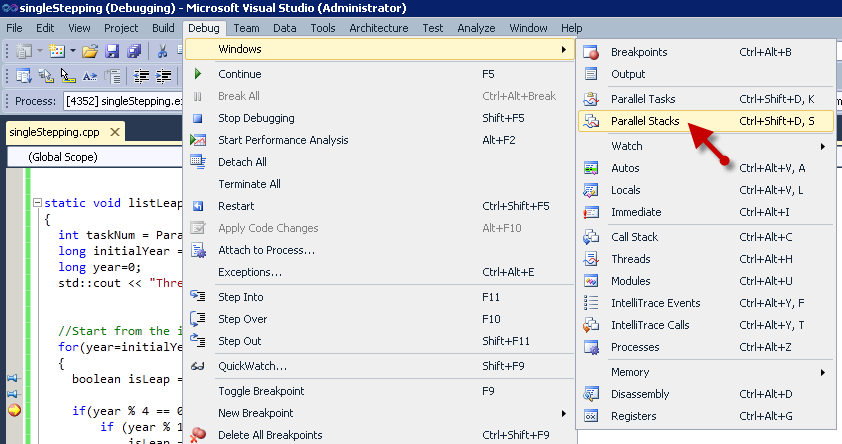 singleStepping (Debugging) - Microsoft Visual Studio (Administrator)
File Edit View Project Build Debug Team Data Tools Architecture Test Analyze Window Help
Process: [4352] singleStepping.e
singleStepping.cpp
(Global Scope)
static void listLeap
{
int taskNum = Para
long initialYear =
long year=0;
std::cout << "Thre
//Start from the i
for(year=initialYe
{
boolean isLeap =
if(year % 4 == 0
if (year % 1
isLeap =
Windows
Continue F5
Break All Ctrl+Alt+Break
Stop Debugging Shift+F5
Start Performance Analysis Alt+F2
Detach All
Terminate All
Restart Ctrl+Shift+F5
Apply Code Changes Alt+F10
Attach to Process...
Exceptions... Ctrl+Alt+E
Step Into F11
Step Over F10
Step Out Shift+F11
QuickWatch... Shift+F9
Toggle Breakpoint F9
New Breakpoint
Delete All Breakpoints Ctrl+Shift+F9
Breakpoints Ctrl+Alt+B
Output
Parallel Tasks Ctrl+Shift+D, K
Parallel Stacks Ctrl+Shift+D, S
Watch
Autos Ctrl+Alt+V, A
Locals Ctrl+Alt+V, L
Immediate Ctrl+Alt+I
Call Stack Ctrl+Alt+C
Threads Ctrl+Alt+H
Modules Ctrl+Alt+U
IntelliTrace Events Ctrl+Alt+Y, F
IntelliTrace Calls Ctrl+Alt+Y, T
Processes Ctrl+Alt+Z
Memory
Disassembly Ctrl+Alt+D
Registers Ctrl+Alt+G